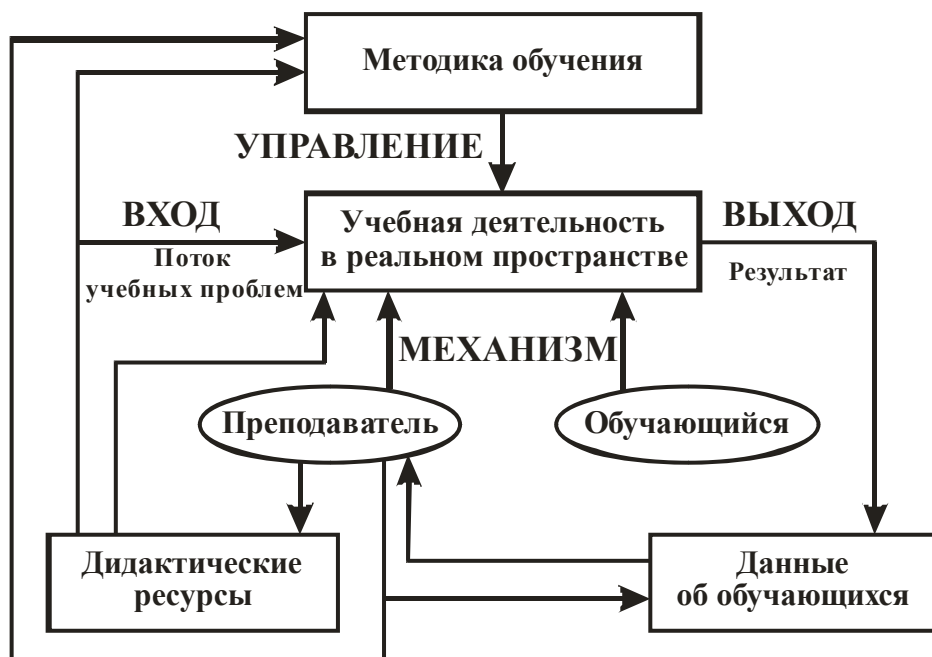 Методика обучения
УПРАВЛЕНИЕ
ВХОД
Учебная деятельность
в реальном пространстве
ВЫХОД
Поток
учебных проблем
Результат
МЕХАНИЗМ
Преподаватель
Обучающийся
Дидактические
ресурсы
Данные
об обучающихся